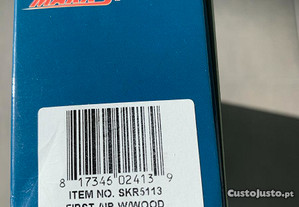 8 17346 02413 9
ITEM NO. SKR5113
FIRST AIR W/WOOD
CustoJusto.pt